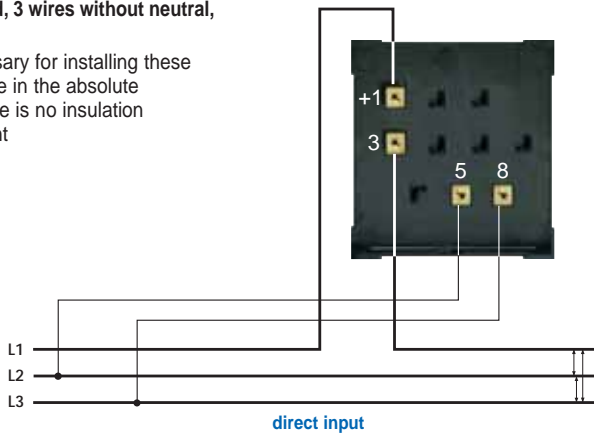 l, 3 wires without neutral,
sary for installing these
e in the absolute
e is no insulation
t
+1
3
5 8
L1
L2
L3
direct input